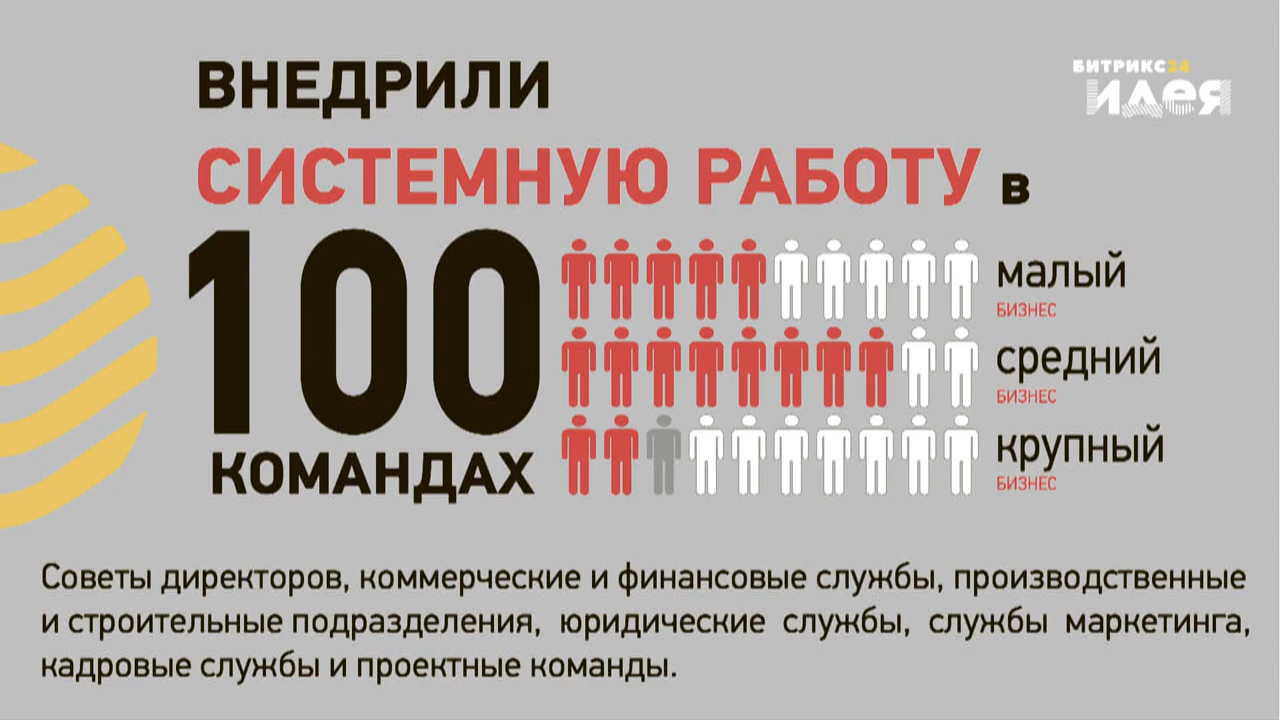 ВНЕДРИЛИ
БИТРИКС24
идея
СИСТЕМНУЮ РАБОТУ в
100
КОМАНДАХ
малый
БИЗНЕС
средний
БИЗНЕС
крупный
БИЗНЕС
Советы директоров, коммерческие и финансовые службы, производственные
и строительные подразделения, юридические службы, службы маркетинга,
кадровые службы и проектные команды.